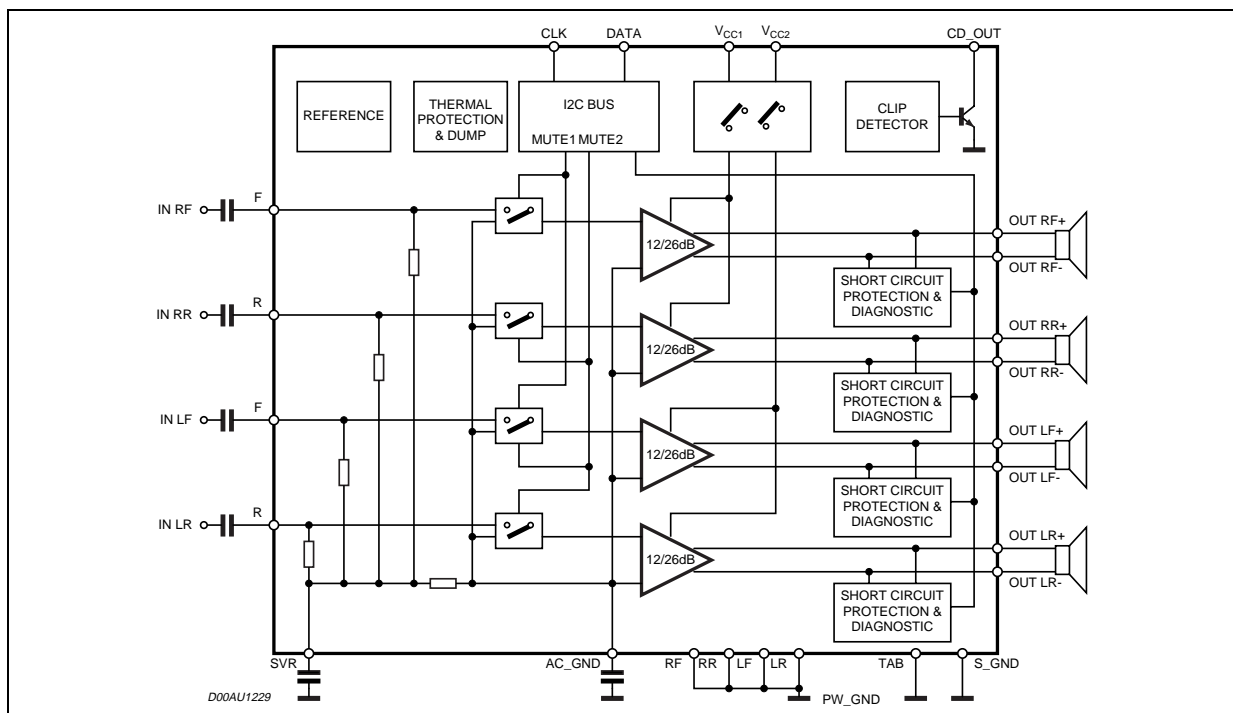 CLK DATA VCC1 VCC2 CD_OUT
REFERENCE
THERMAL
PROTECTION
& DUMP
I2C BUS
MUTE1 MUTE2
CLIP
DETECTOR
IN RF F
12/26dB
OUT RF+
OUT RF-
SHORT CIRCUIT
PROTECTION &
DIAGNOSTIC
IN RR R
12/26dB
OUT RR+
OUT RR-
SHORT CIRCUIT
PROTECTION &
DIAGNOSTIC
IN LF F
12/26dB
OUT LF+
OUT LF-
SHORT CIRCUIT
PROTECTION &
DIAGNOSTIC
IN LR R
12/26dB
OUT LR+
OUT LR-
SHORT CIRCUIT
PROTECTION &
DIAGNOSTIC
SVR AC_GND RF RR LF LR TAB S_GND
D00AU1229 PW_GND